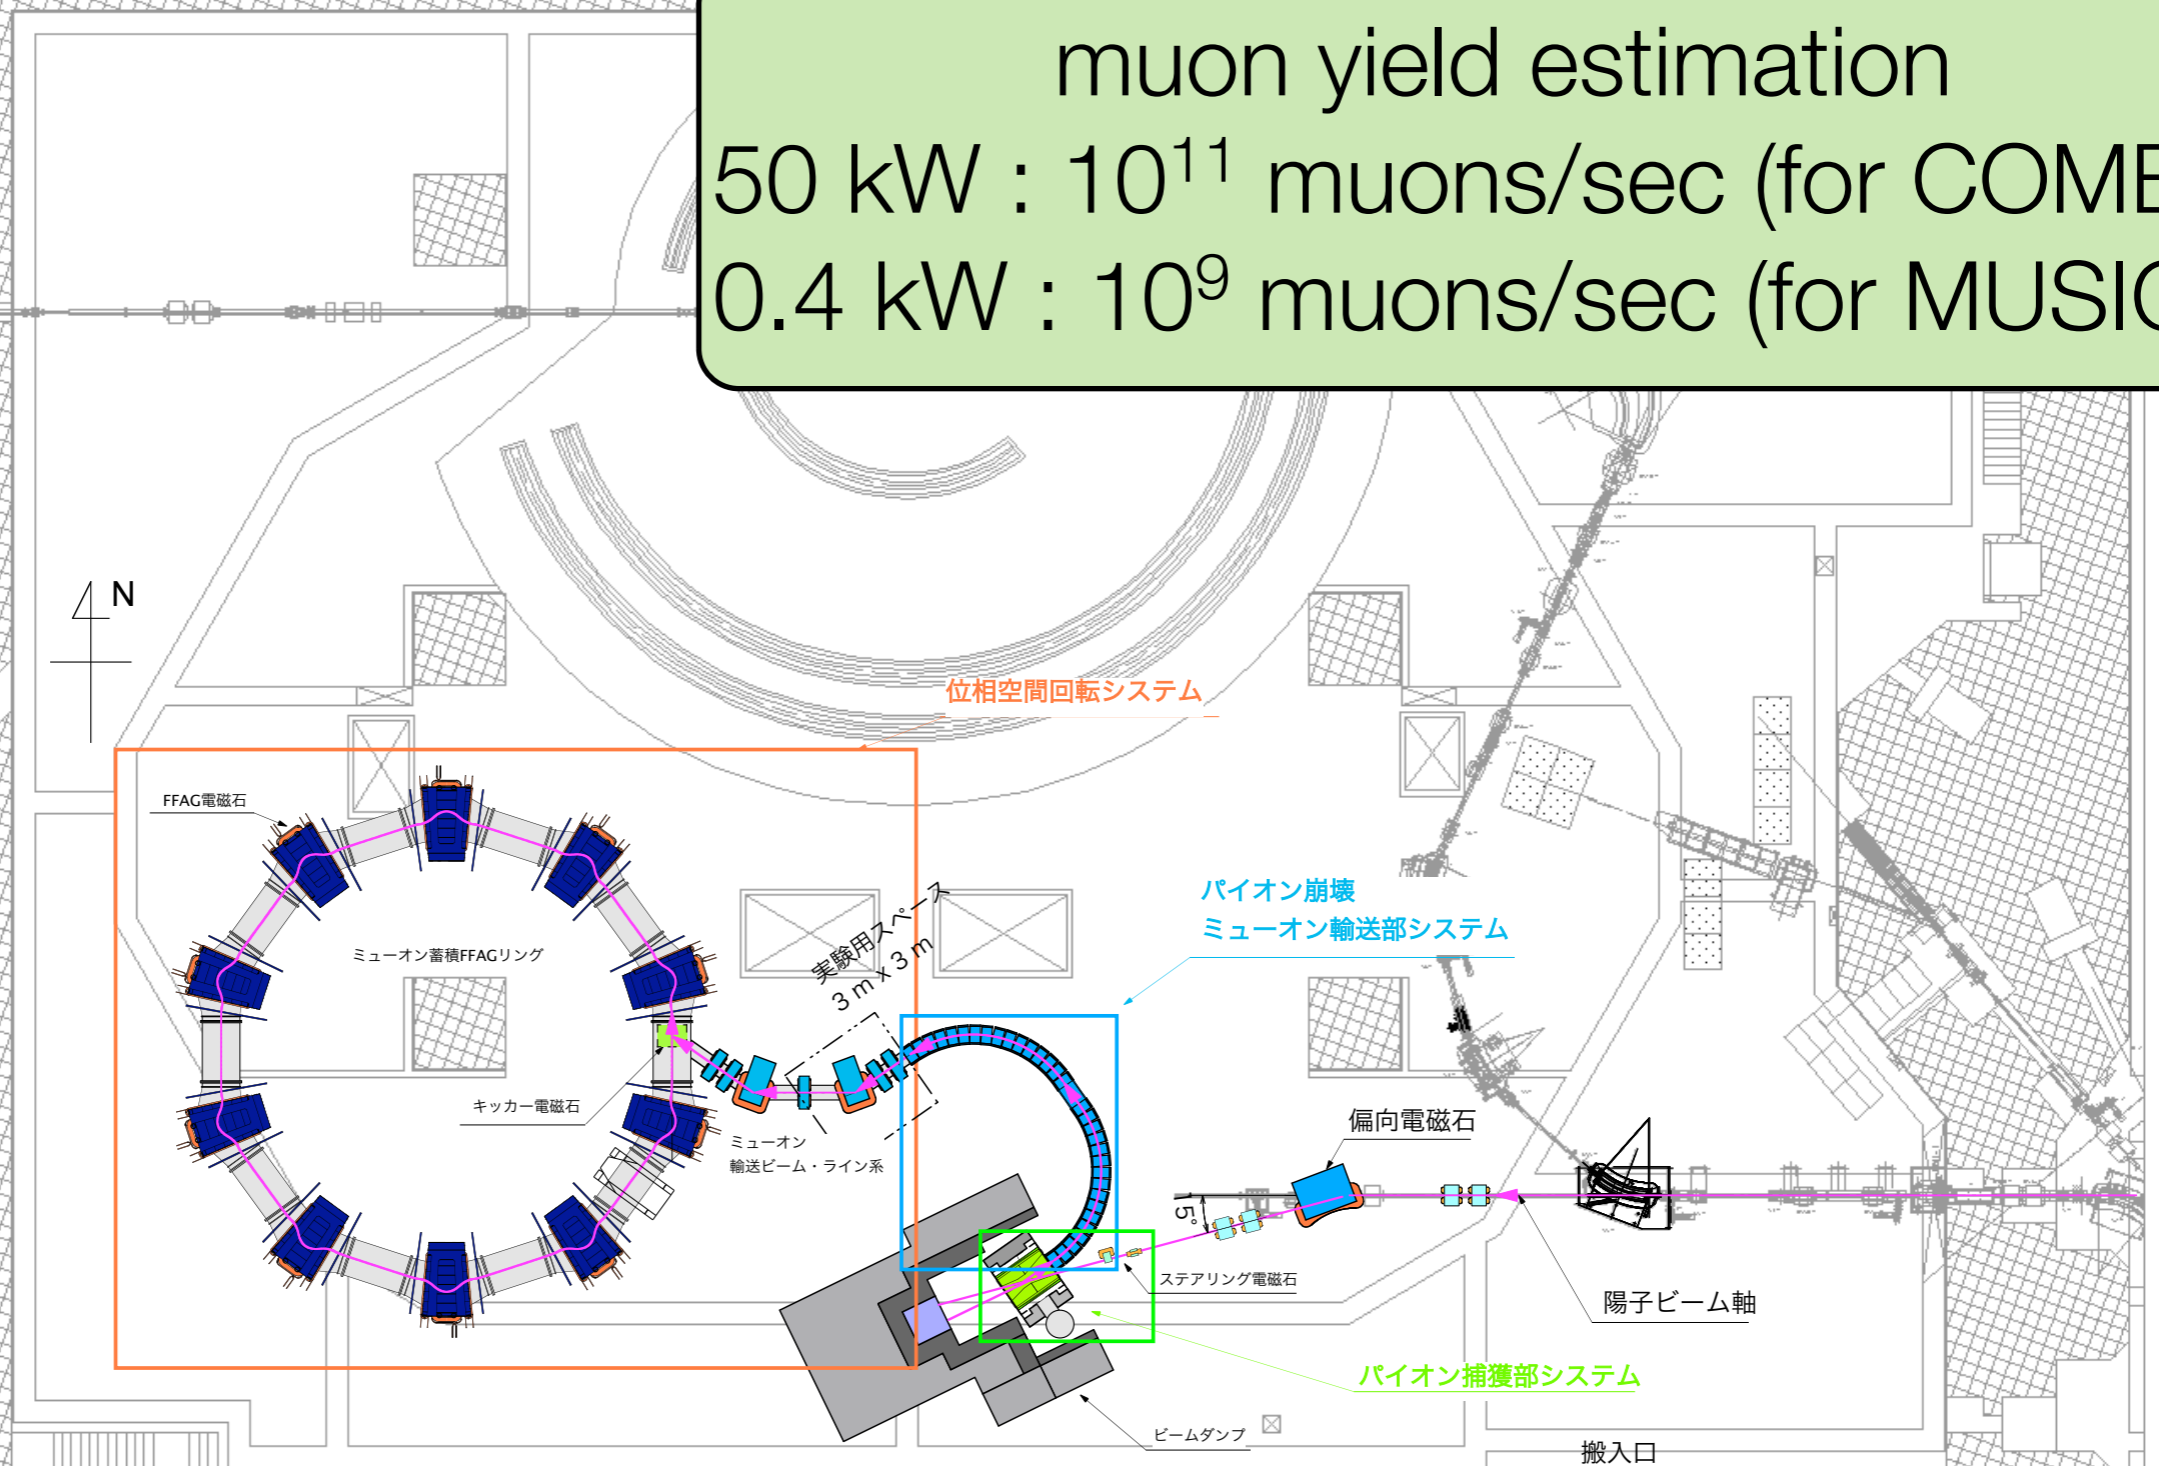 muon yield estimation
50 kW : 10¹¹ muons/sec (for COME
0.4 kW : 10⁹ muons/sec (for MUSIC
N
位相空間回転システム
FFAG電磁石
パイオン崩壊
ミューオン輸送部システム
実験用スペース
3 m x 3 m
ミューオン蓄積FFAGリング
キッカー電磁石
偏向電磁石
ミューオン
輸送ビーム・ライン系
15°
ステアリング電磁石
陽子ビーム軸
パイオン捕獲部システム
ビームダンプ
搬入口